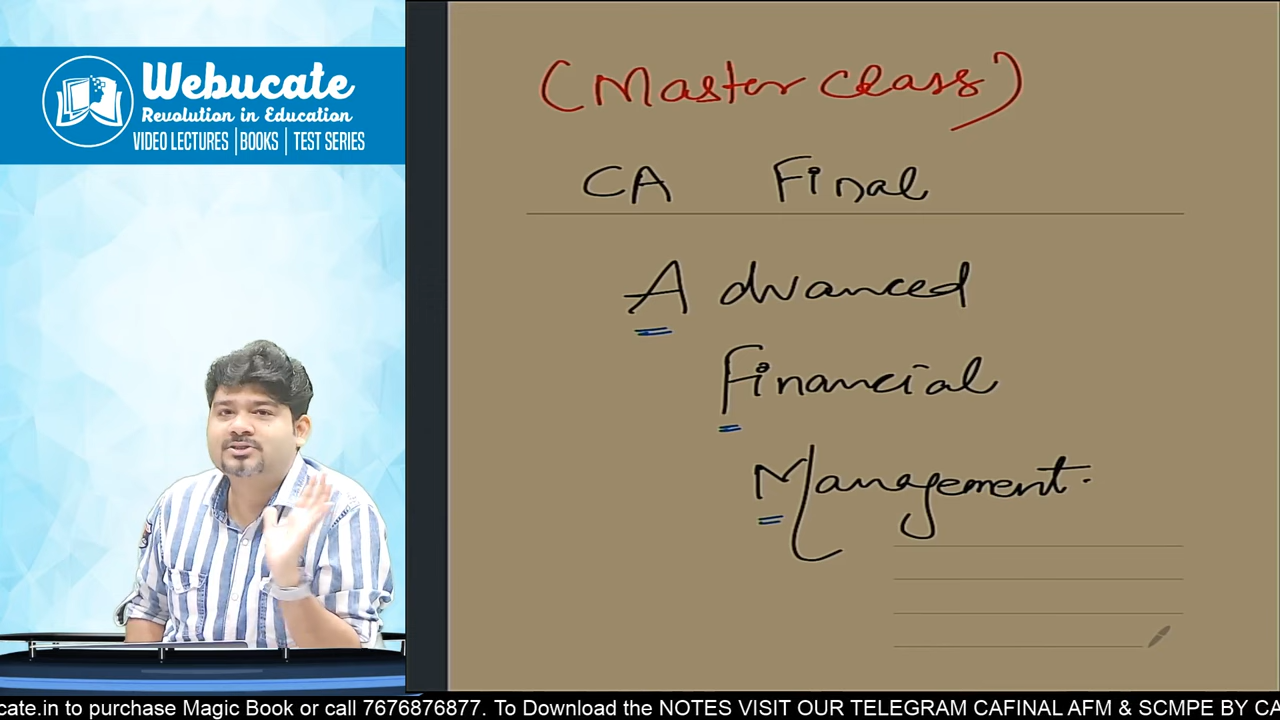 Webucate
Revolution in Education
VIDEO LECTURES | BOOKS | TEST SERIES
(Master class)
CA Final
Advanced
Financial
Management.
cate.in to purchase Magic Book or call 7676876877. To Download the NOTES VISIT OUR TELEGRAM CAFINAL AFM & SCMPE BY CA